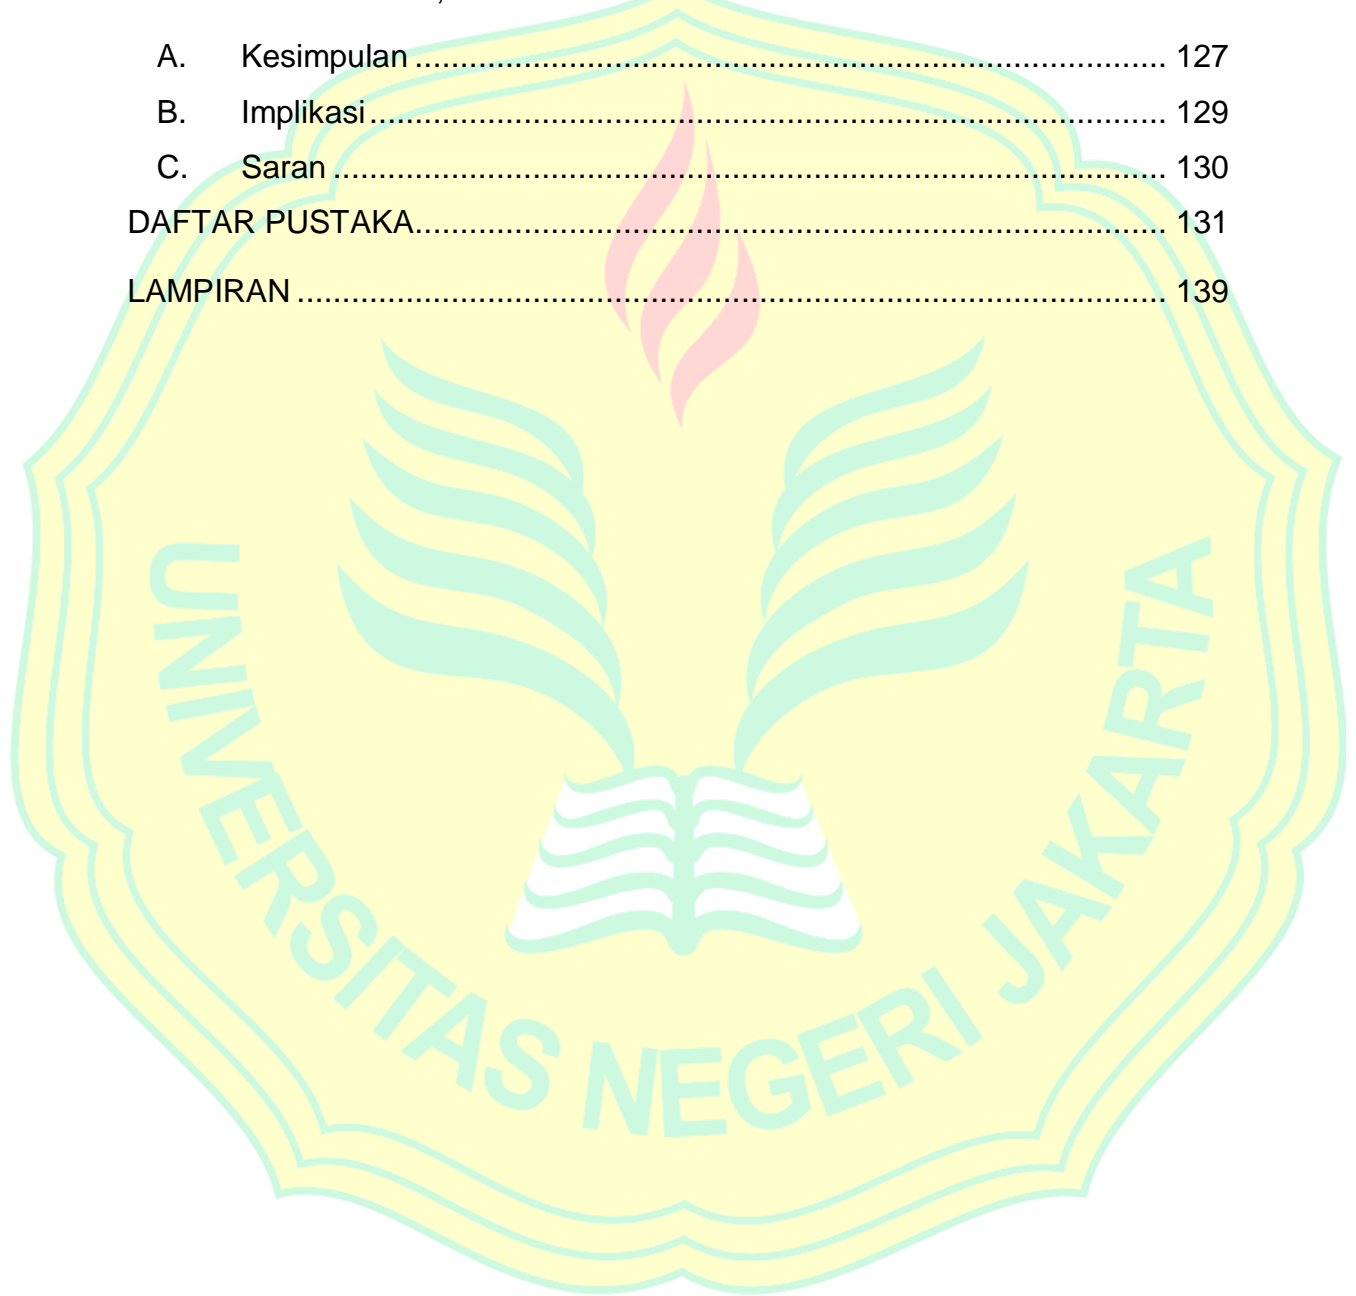 A. Kesimpulan ................................................................................... 127
B. Implikasi ........................................................................................ 129
C. Saran ............................................................................................ 130
DAFTAR PUSTAKA................................................................................... 131
LAMPIRAN ................................................................................................ 139
UNIVERSITAS NEGERI JAKARTA